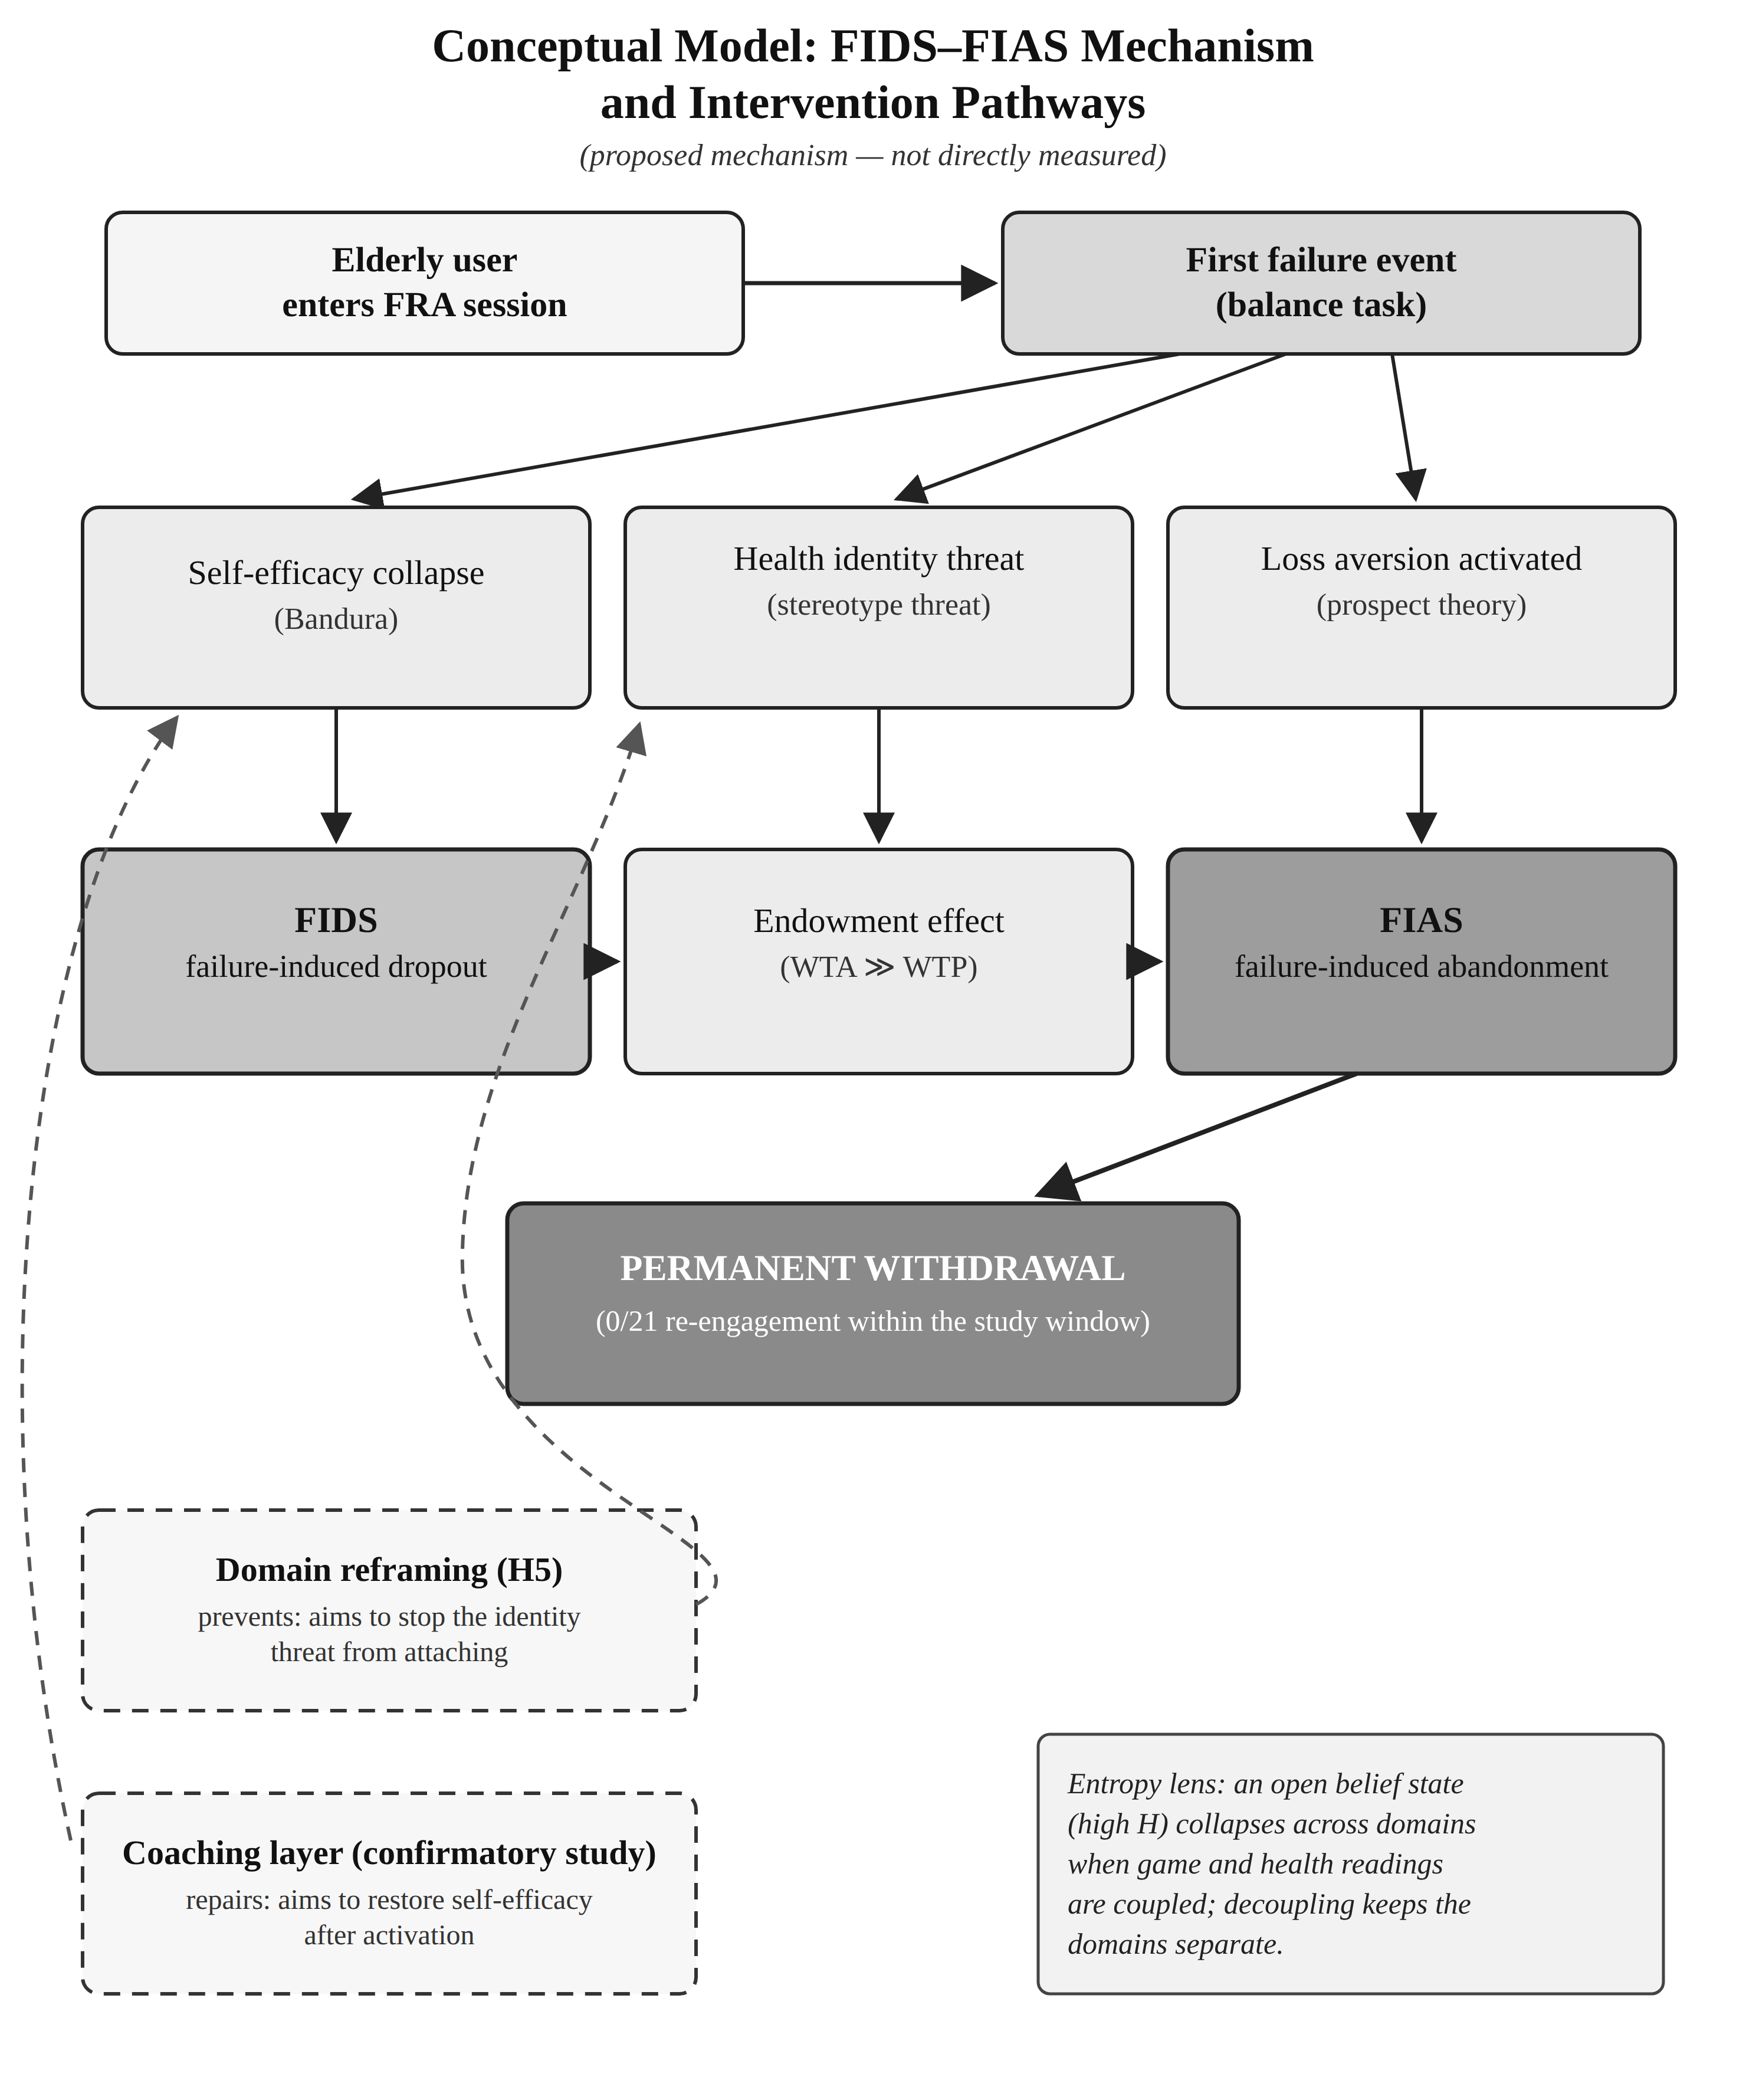 Conceptual Model: FIDS–FIAS Mechanism
and Intervention Pathways
(proposed mechanism — not directly measured)
Elderly user
enters FRA session
First failure event
(balance task)
Self-efficacy collapse
(Bandura)
Health identity threat
(stereotype threat)
Loss aversion activated
(prospect theory)
FIDS
failure-induced dropout
Endowment effect
(WTA ≫ WTP)
FIAS
failure-induced abandonment
PERMANENT WITHDRAWAL
(0/21 re-engagement within the study window)
Domain reframing (H5)
prevents: aims to stop the identity
threat from attaching
Coaching layer (confirmatory study)
repairs: aims to restore self-efficacy
after activation
Entropy lens: an open belief state
(high H) collapses across domains
when game and health readings
are coupled; decoupling keeps the
domains separate.